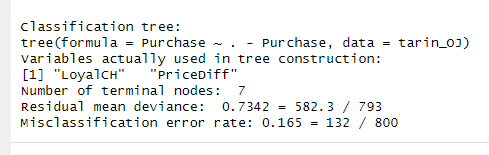 Classification tree:
tree(formula = Purchase ~ . - Purchase, data = tarin_OJ)
Variables actually used in tree construction:
[1] "LoyalCH"   "PriceDiff"
Number of terminal nodes:  7
Residual mean deviance:  0.7342 = 582.3 / 793
Misclassification error rate: 0.165 = 132 / 800